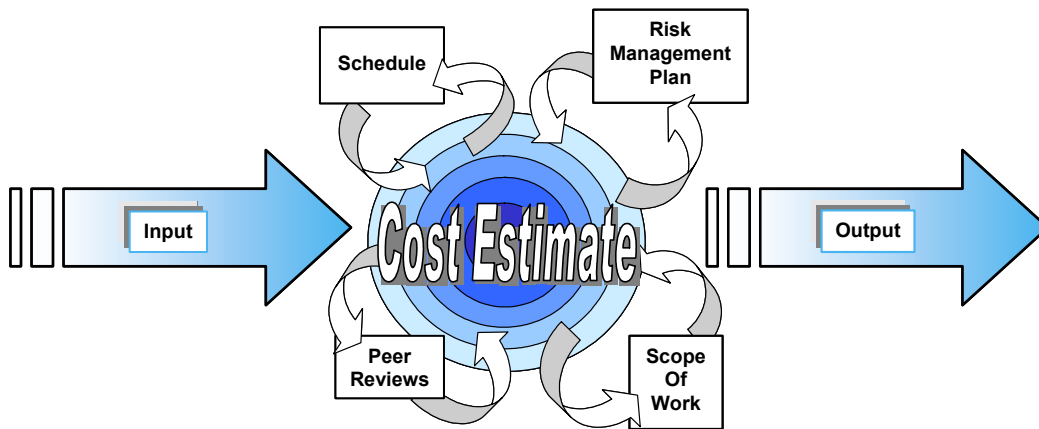 Schedule
Risk
Management
Plan
Input
Cost Estimate
Output
Peer
Reviews
Scope
Of
Work